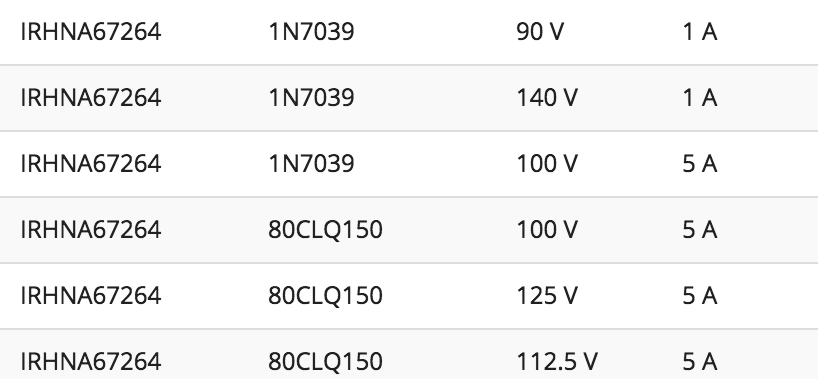 IRHNA67264 1N7039 90 V 1 A
IRHNA67264 1N7039 140 V 1 A
IRHNA67264 1N7039 100 V 5 A
IRHNA67264 80CLQ150 100 V 5 A
IRHNA67264 80CLQ150 125 V 5 A
IRHNA67264 80CLQ150 112.5 V 5 A